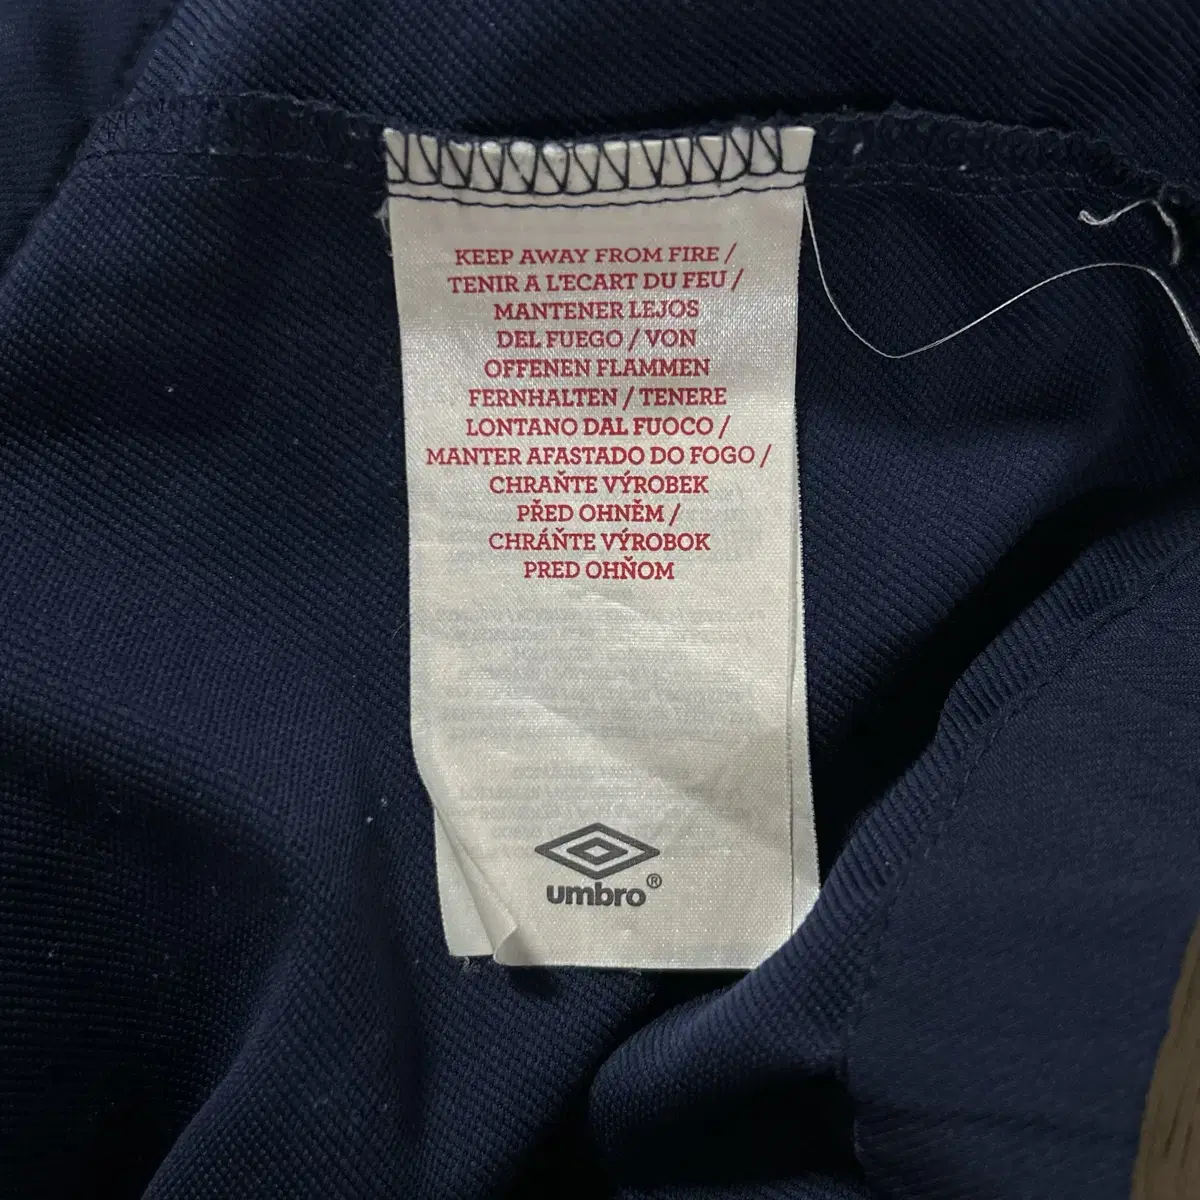 KEEP AWAY FROM FIRE /
TENIR A L'ECART DU FEU /
MANTENER LEJOS
DEL FUEGO / VON
OFFENEN FLAMMEN
FERNHALTEN / TENERE
LONTANO DAL FUOCO /
MANTER AFASTADO DO FOGO /
CHRAŇTE VÝROBEK
PŘED OHNĚM /
CHRÁŇTE VÝROBOK
PRED OHŇOM
umbro®